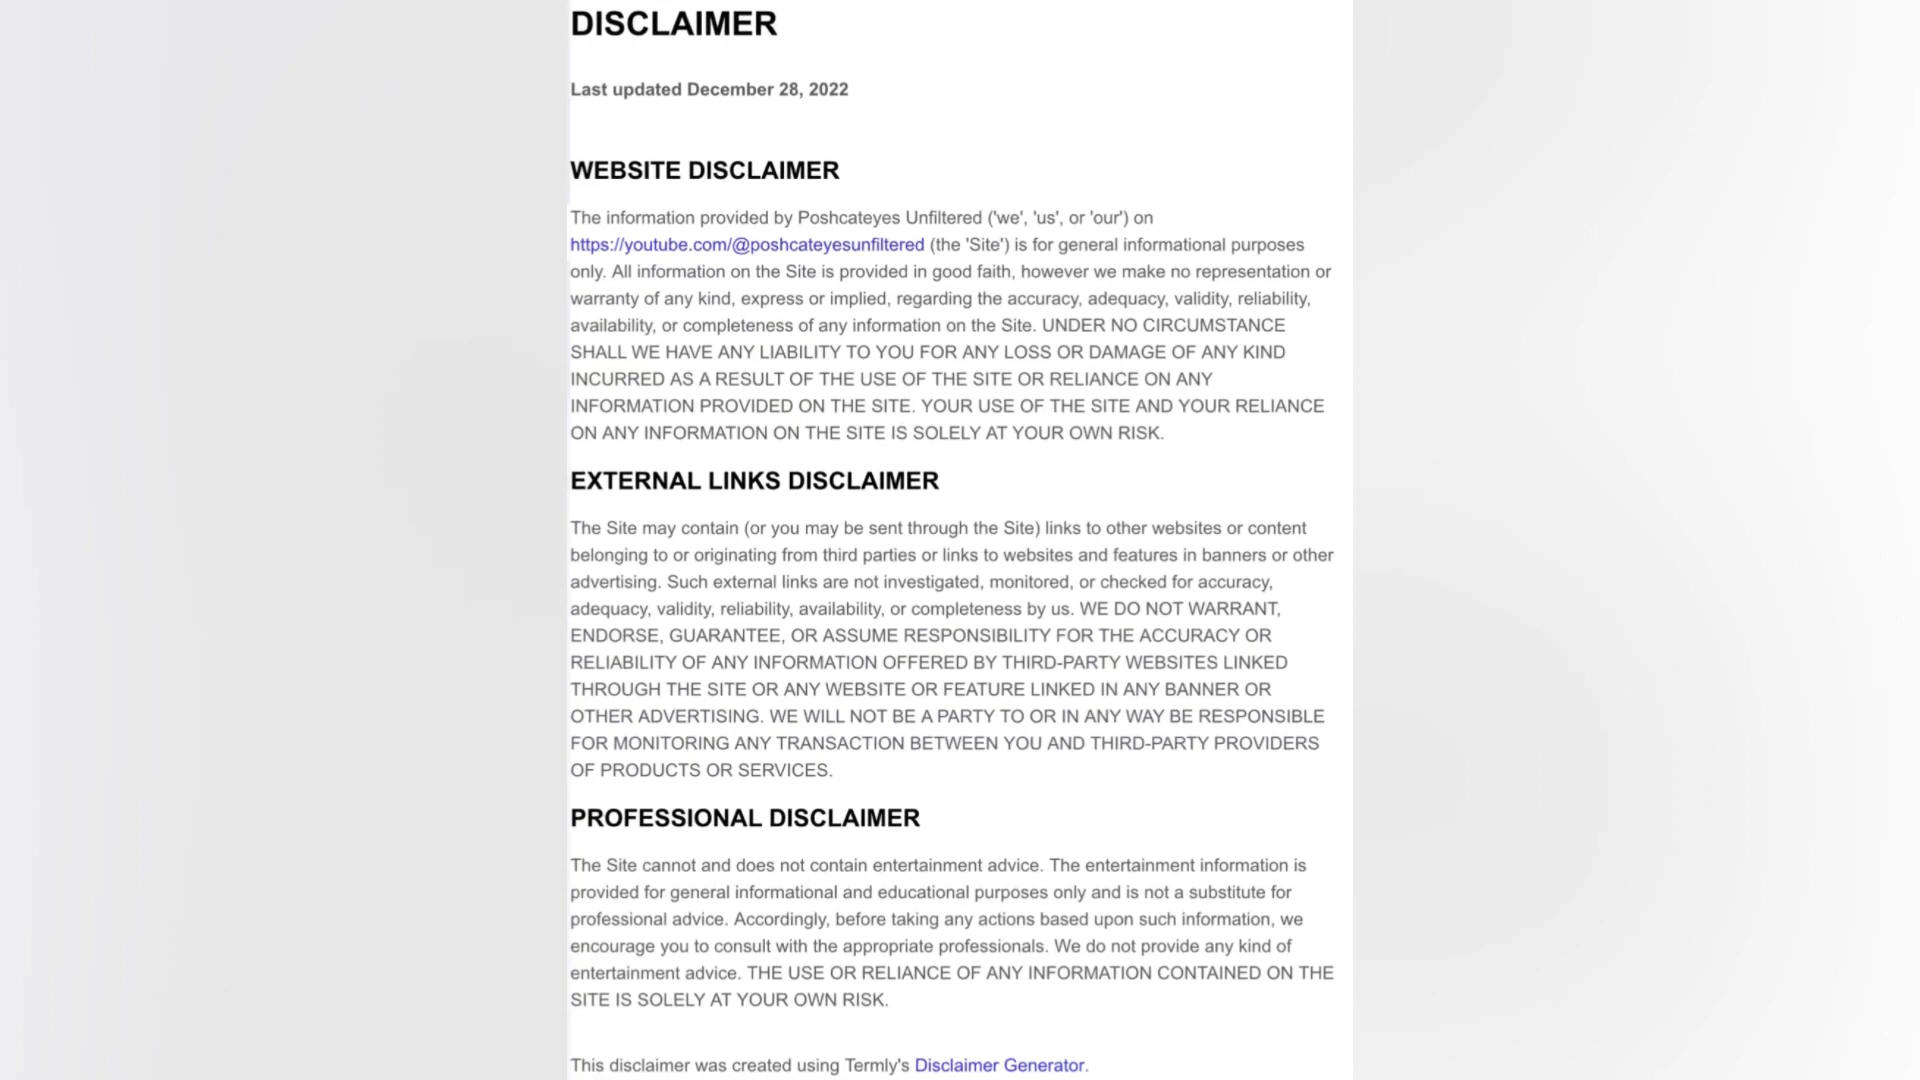 DISCLAIMER
Last updated December 28, 2022
WEBSITE DISCLAIMER
The information provided by Poshcateyes Unfiltered ('we', 'us', or 'our') on
https://youtube.com/@poshcateyesunfiltered (the 'Site') is for general informational purposes
only. All information on the Site is provided in good faith, however we make no representation or
warranty of any kind, express or implied, regarding the accuracy, adequacy, validity, reliability,
availability, or completeness of any information on the Site. UNDER NO CIRCUMSTANCE
SHALL WE HAVE ANY LIABILITY TO YOU FOR ANY LOSS OR DAMAGE OF ANY KIND
INCURRED AS A RESULT OF THE USE OF THE SITE OR RELIANCE ON ANY
INFORMATION PROVIDED ON THE SITE. YOUR USE OF THE SITE AND YOUR RELIANCE
ON ANY INFORMATION ON THE SITE IS SOLELY AT YOUR OWN RISK.
EXTERNAL LINKS DISCLAIMER
The Site may contain (or you may be sent through the Site) links to other websites or content
belonging to or originating from third parties or links to websites and features in banners or other
advertising. Such external links are not investigated, monitored, or checked for accuracy,
adequacy, validity, reliability, availability, or completeness by us. WE DO NOT WARRANT,
ENDORSE, GUARANTEE, OR ASSUME RESPONSIBILITY FOR THE ACCURACY OR
RELIABILITY OF ANY INFORMATION OFFERED BY THIRD-PARTY WEBSITES LINKED
THROUGH THE SITE OR ANY WEBSITE OR FEATURE LINKED IN ANY BANNER OR
OTHER ADVERTISING. WE WILL NOT BE A PARTY TO OR IN ANY WAY BE RESPONSIBLE
FOR MONITORING ANY TRANSACTION BETWEEN YOU AND THIRD-PARTY PROVIDERS
OF PRODUCTS OR SERVICES.
PROFESSIONAL DISCLAIMER
The Site cannot and does not contain entertainment advice. The entertainment information is
provided for general informational and educational purposes only and is not a substitute for
professional advice. Accordingly, before taking any actions based upon such information, we
encourage you to consult with the appropriate professionals. We do not provide any kind of
entertainment advice. THE USE OR RELIANCE OF ANY INFORMATION CONTAINED ON THE
SITE IS SOLELY AT YOUR OWN RISK.
This disclaimer was created using Termly's Disclaimer Generator.